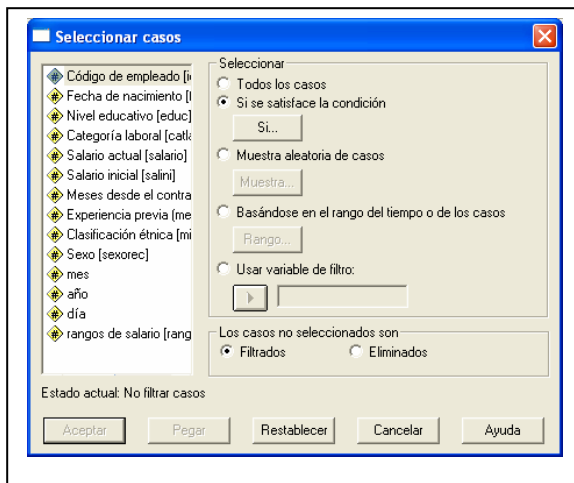 Seleccionar casos
Código de empleado [i
Fecha de nacimiento [
Nivel educativo [educ]
Categoría laboral [catla
Salario actual [salario]
Salario inicial [salini]
Meses desde el contra
Experiencia previa (me
Clasificación étnica [mi
Sexo [sexorec]
mes
año
día
rangos de salario [rang
Seleccionar
Todos los casos
Si se satisface la condición
Si...
Muestra aleatoria de casos
Muestra...
Basándose en el rango del tiempo o de los casos
Rango...
Usar variable de filtro:
Los casos no seleccionados son
Filtrados Eliminados
Estado actual: No filtrar casos
Aceptar Pegar Restablecer Cancelar Ayuda